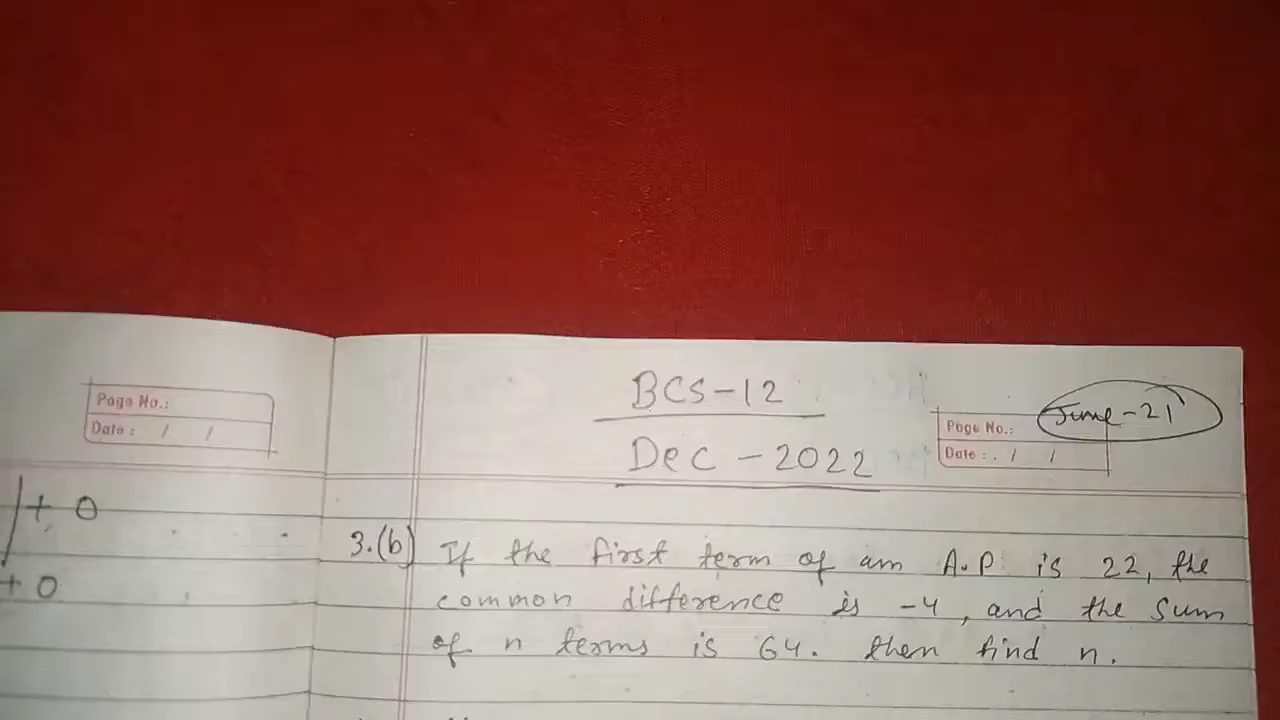 BCS-12
Page No.:
Date : / /
Page No.: June-21
Date : . / /
Dec - 2022
+ 0
+ 0
3.(b) If the first term of an A.P. is 22, the
common difference is -4, and the sum
of n terms is 64. then find n.